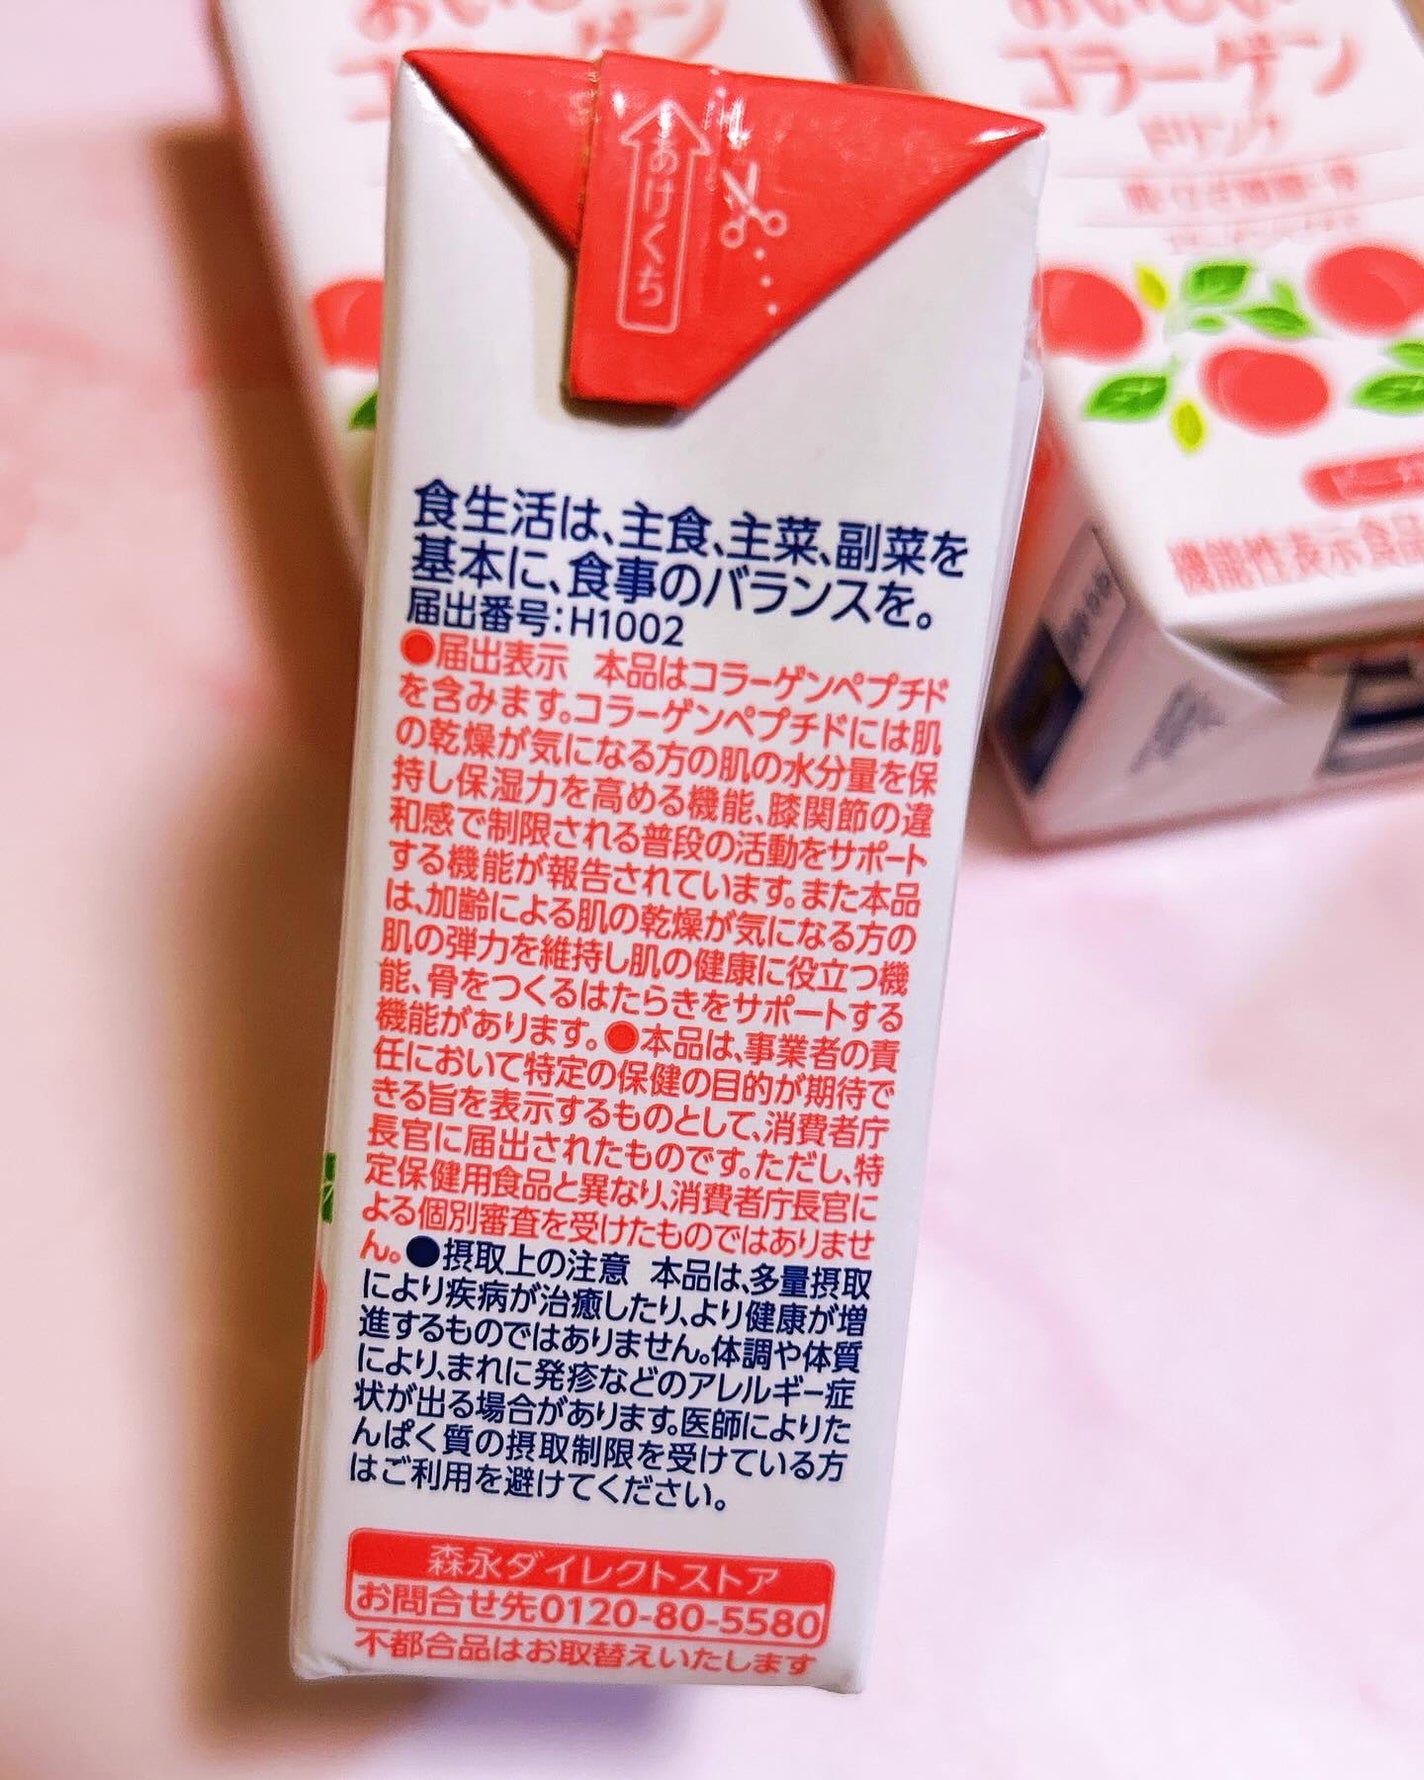 おいしい
コラーゲン
ドリンク
機能性表示食品
あけくち
食生活は、主食、主菜、副菜を
基本に、食事のバランスを。
届出番号:H1002
●届出表示 本品はコラーゲンペプチド
を含みます。コラーゲンペプチドには肌
の乾燥が気になる方の肌の水分量を保
持し保湿力を高める機能、膝関節の違
和感で制限される普段の活動をサポート
する機能が報告されています。また本品
は、加齢による肌の乾燥が気になる方の
肌の弾力を維持し肌の健康に役立つ機
能、骨をつくるはたらきをサポートする
機能があります。●本品は、事業者の責
任において特定の保健の目的が期待で
きる旨を表示するものとして、消費者庁
長官に届出されたものです。ただし、特
定保健用食品と異なり、消費者庁長官に
よる個別審査を受けたものではありませ
ん。●摂取上の注意 本品は、多量摂取
により疾病が治癒したり、より健康が増
進するものではありません。体調や体質
により、まれに発疹などのアレルギー症
状が出る場合があります。医師によりた
んぱく質の摂取制限を受けている方
はご利用を避けてください。
森永ダイレクトストア
お問合せ先0120-80-5580
不都合品はお取替えいたします